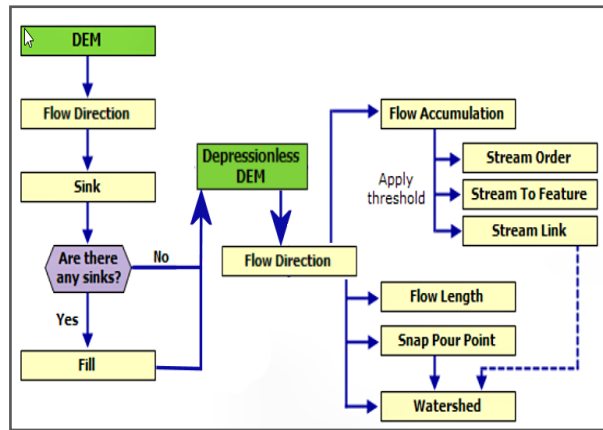 DEM
Flow Direction
Sink
Are there
any sinks?
No
Yes
Fill
Depressionless
DEM
Flow Direction
Flow Accumulation
Apply
threshold
Stream Order
Stream To Feature
Stream Link
Flow Length
Snap Pour Point
Watershed